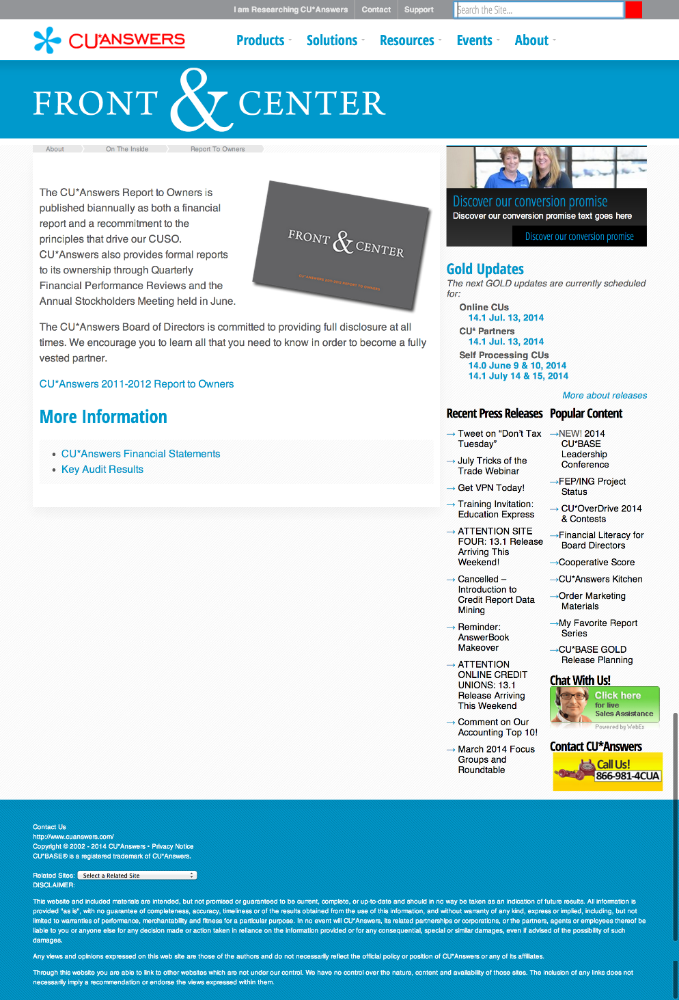 I am Researching CU*Answers
Contact
Support
Search the Site...
CU*ANSWERS
Products
Solutions
Resources
Events
About
FRONT & CENTER
About
On The Inside
Report To Owners
The CU*Answers Report to Owners is
published biannually as both a financial
report and a recommitment to the
principles that drive our CUSO.
CU*Answers also provides formal reports
to its ownership through Quarterly
Financial Performance Reviews and the
Annual Stockholders Meeting held in June.
FRONT & CENTER
CU*ANSWERS 2011-2012 REPORT TO OWNERS
The CU*Answers Board of Directors is committed to providing full disclosure at all
times. We encourage you to learn all that you need to know in order to become a fully
vested partner.
CU*Answers 2011-2012 Report to Owners
More Information
• CU*Answers Financial Statements
• Key Audit Results
Discover our conversion promise
Discover our conversion promise text goes here
Discover our conversion promise
Gold Updates
The next GOLD updates are currently scheduled
for:
Online CUs
14.1 Jul. 13, 2014
CU* Partners
14.1 Jul. 13, 2014
Self Processing CUs
14.0 June 9 & 10, 2014
14.1 July 14 & 15, 2014
More about releases
Recent Press Releases
→ Tweet on “Don’t Tax
Tuesday”
→ July Tricks of the
Trade Webinar
→ Get VPN Today!
→ Training Invitation:
Education Express
→ ATTENTION SITE
FOUR: 13.1 Release
Arriving This
Weekend!
→ Cancelled –
Introduction to
Credit Report Data
Mining
→ Reminder:
AnswerBook
Makeover
→ ATTENTION
ONLINE CREDIT
UNIONS: 13.1
Release Arriving
This Weekend
→ Comment on Our
Accounting Top 10!
→ March 2014 Focus
Groups and
Roundtable
Popular Content
→NEW! 2014
CU*BASE
Leadership
Conference
→FEP/ING Project
Status
→ CU*OverDrive 2014
& Contests
→Financial Literacy for
Board Directors
→Cooperative Score
→CU*Answers Kitchen
→Order Marketing
Materials
→My Favorite Report
Series
→CU*BASE GOLD
Release Planning
Chat With Us!
Click here
for live
Sales Assistance
Powered by WebEx
Contact CU*Answers
Call Us!
866-981-4CUA
Contact Us
http://www.cuanswers.com/
Copyright © 2002 - 2014 CU*Answers - Privacy Notice
CU*BASE® is a registered trademark of CU*Answers.
Related Sites: Select a Related Site
DISCLAIMER:
This website and included materials are intended, but not promised or guaranteed to be current, complete, or up-to-date and should in no way be taken as an indication of future results. All information is
provided "as is", with no guarantee of completeness, accuracy, timeliness or of the results obtained from the use of this information, and without warranty of any kind, express or implied, including, but not
limited to warranties of performance, merchantability and fitness for a particular purpose. In no event will CU*Answers, its related partnerships or corporations, or the partners, agents or employees thereof be
liable to you or anyone else for any decision made or action taken in reliance on the information provided or for any consequential, special or similar damages, even if advised of the possibility of such
damages.
Any views and opinions expressed on this web site are those of the authors and do not necessarily reflect the official policy or position of CU*Answers or any of its affiliates.
Through this website you are able to link to other websites which are not under our control. We have no control over the nature, content and availability of those sites. The inclusion of any links does not
necessarily imply a recommendation or endorse the views expressed within them.